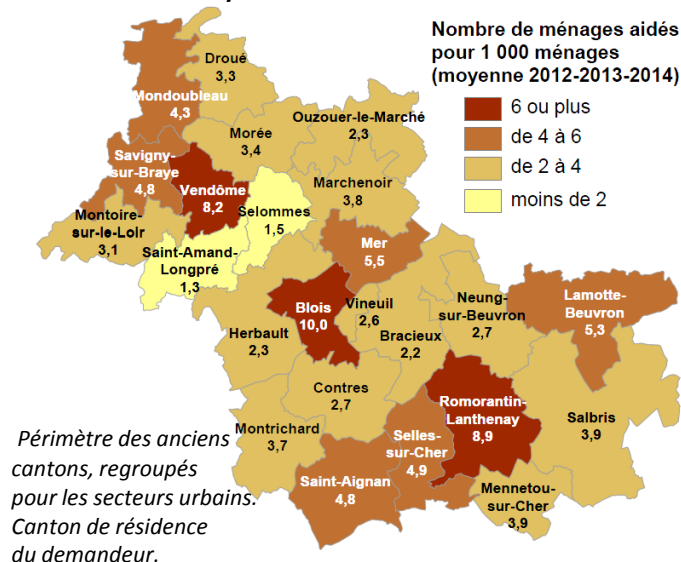 Nombre de ménages aidés
pour 1 000 ménages
(moyenne 2012-2013-2014)
6 ou plus
de 4 à 6
de 2 à 4
moins de 2
Droué
3,3
Mondoubleau
4,3
Ouzouer-le-Marché
2,3
Morée
3,4
Savigny-
sur-Braye
4,8
Vendôme
8,2
Marchenoir
3,8
Selommes
1,5
Montoire-
sur-le-Loir
3,1
Saint-Amand-
Longpré
1,3
Mer
5,5
Blois
10,0
Vineuil
2,6
Neung-
sur-Beuvron
2,7
Lamotte-
Beuvron
5,3
Herbault
2,3
Bracieux
2,2
Contres
2,7
Romorantin-
Lanthenay
8,9
Salbris
3,9
Montrichard
3,7
Selles-
sur-Cher
4,9
Saint-Aignan
4,8
Mennetou-
sur-Cher
3,9
Périmètre des anciens
cantons, regroupés
pour les secteurs urbains.
Canton de résidence
du demandeur.